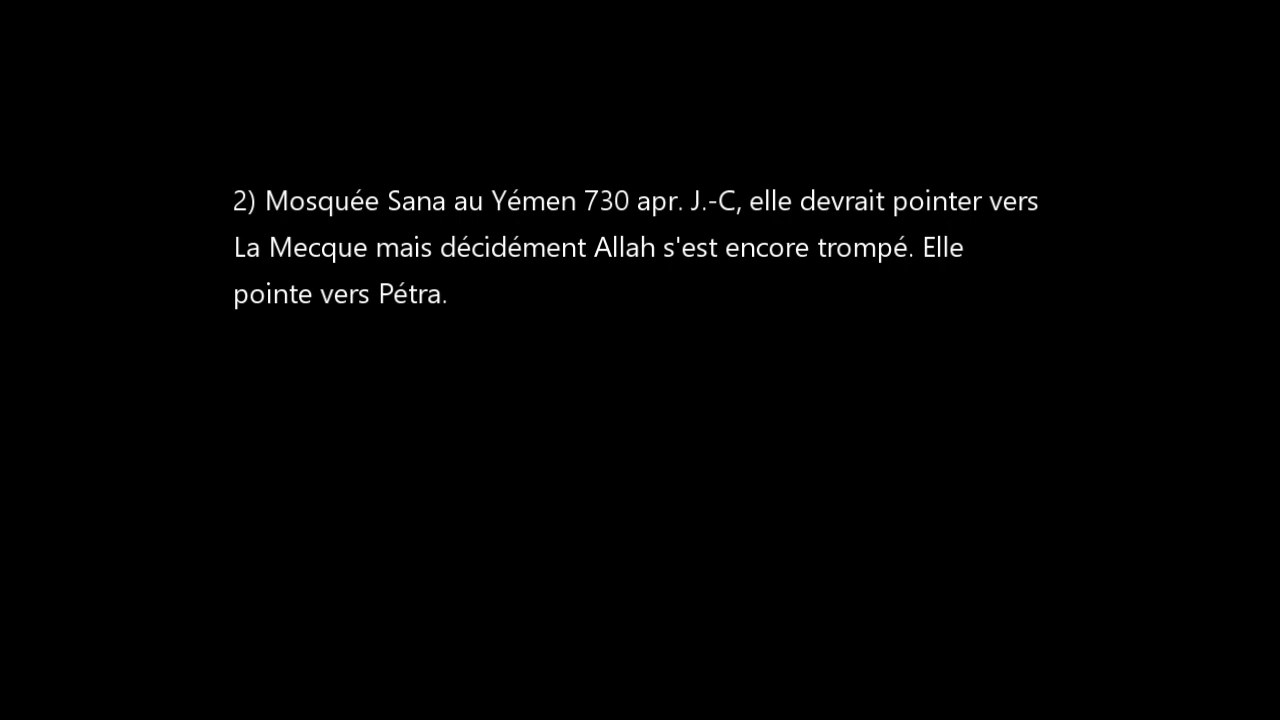 2) Mosquée Sana au Yémen 730 apr. J.-C, elle devrait pointer vers
La Mecque mais décidément Allah s'est encore trompé. Elle
pointe vers Pétra.